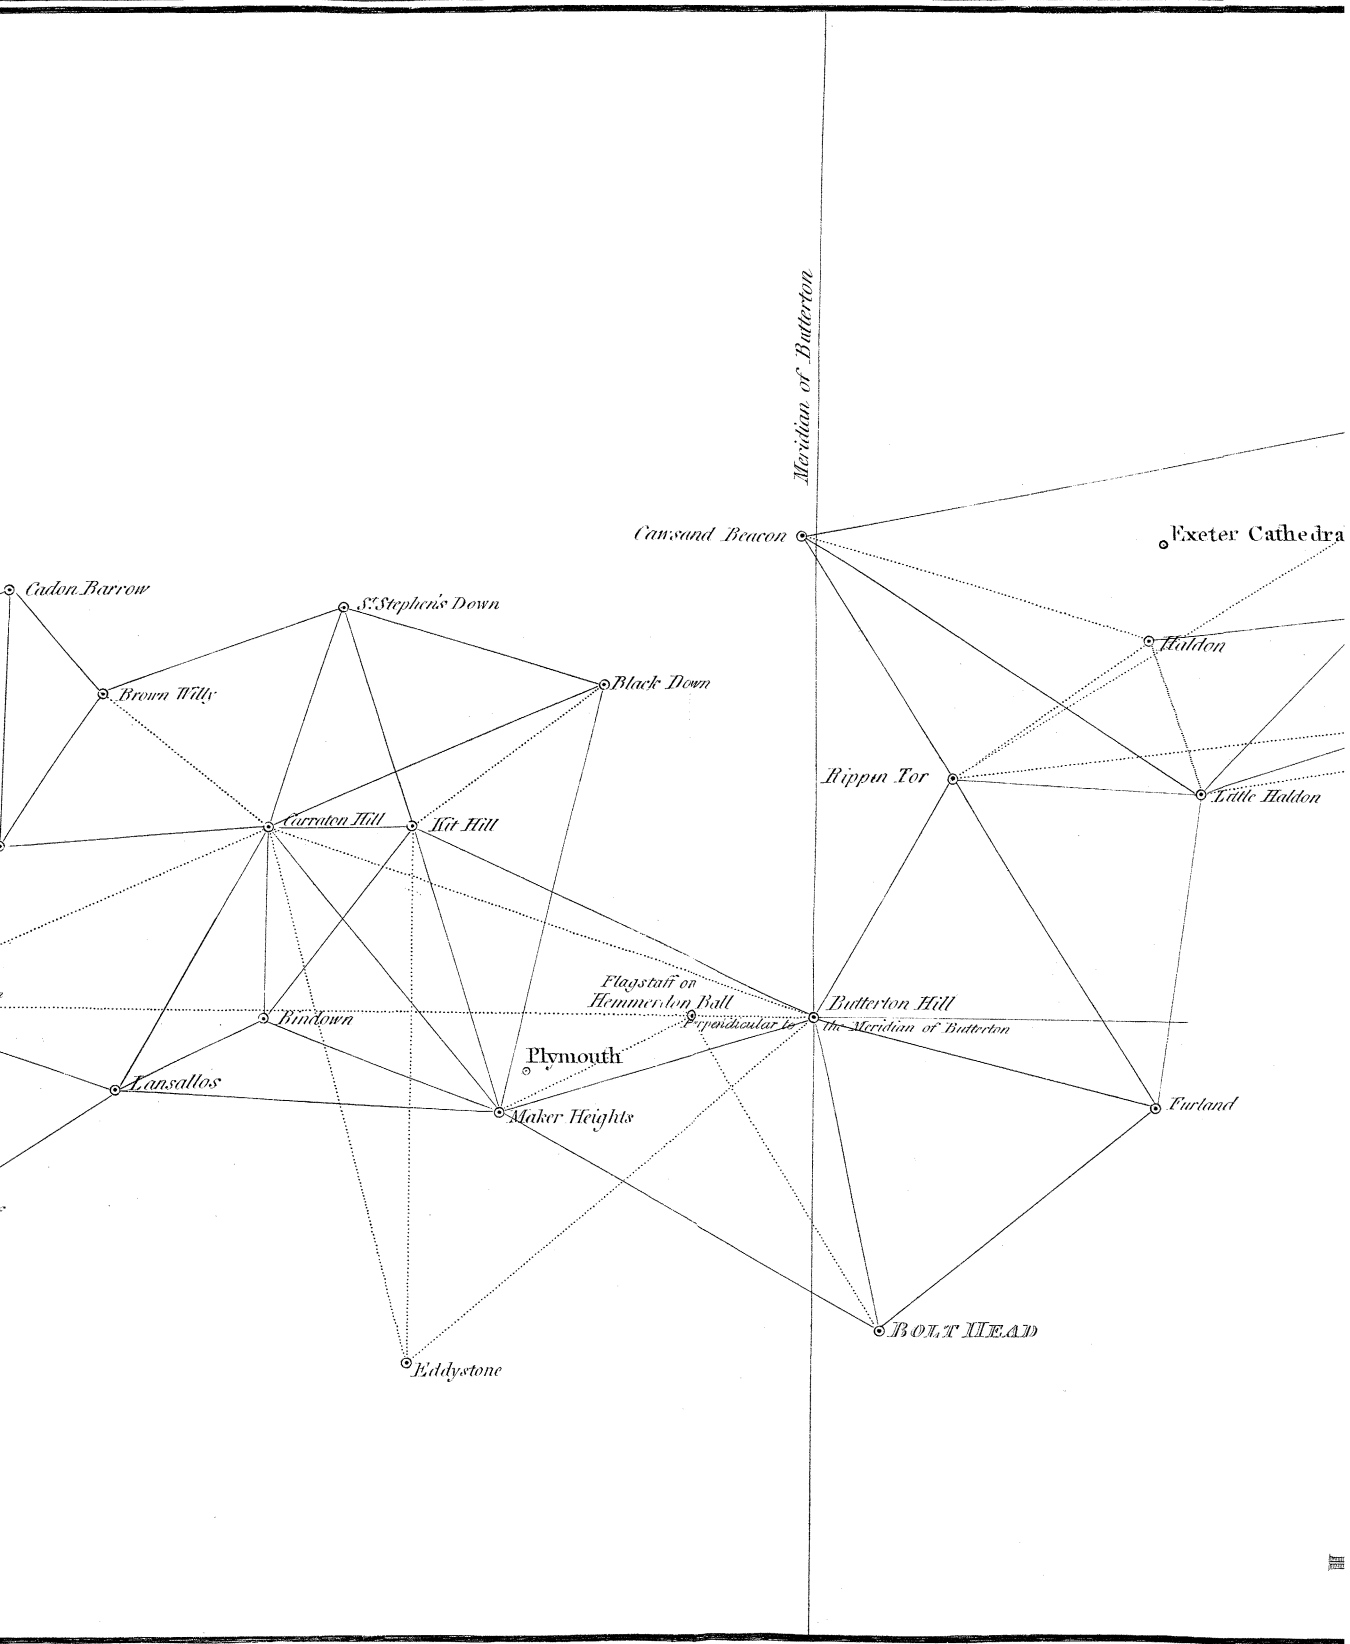 Meridian of Butterton
Cawsand Beacon
Exeter Cathedra
Cadon Barrow
St. Stephen's Down
Haldon
Black Down
Brown Willy
Rippin Tor
Little Haldon
Carraton Hill
Kit Hill
Flagstaff on
Hemmerdon Ball
Butterton Hill
Bindown
Perpendicular to the Meridian of Butterton
Plymouth
Lansallos
Furland
Maker Heights
BOLT HEAD
Eddystone